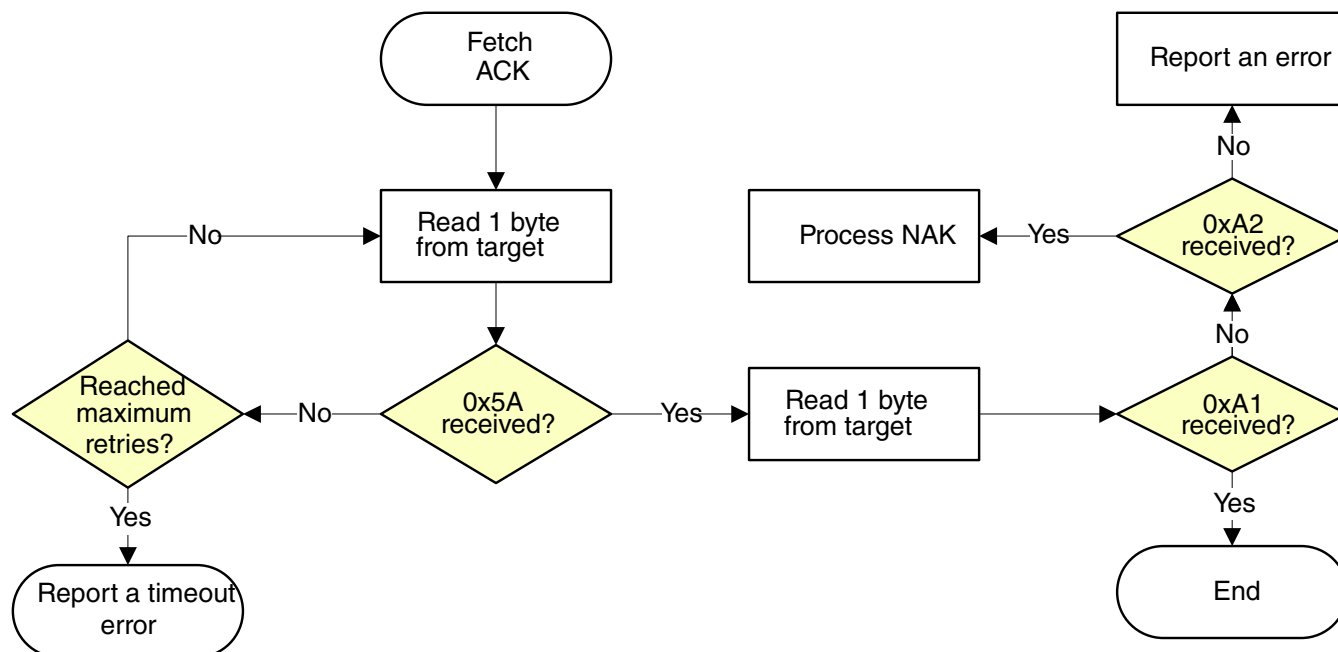 Fetch
ACK
Report an error
No
No
Read 1 byte
from target
Process NAK
Yes
0xA2
received?
No
Reached
maximum
retries?
No
0x5A
received?
Yes
Read 1 byte
from target
0xA1
received?
Yes
Yes
Report a timeout
error
End